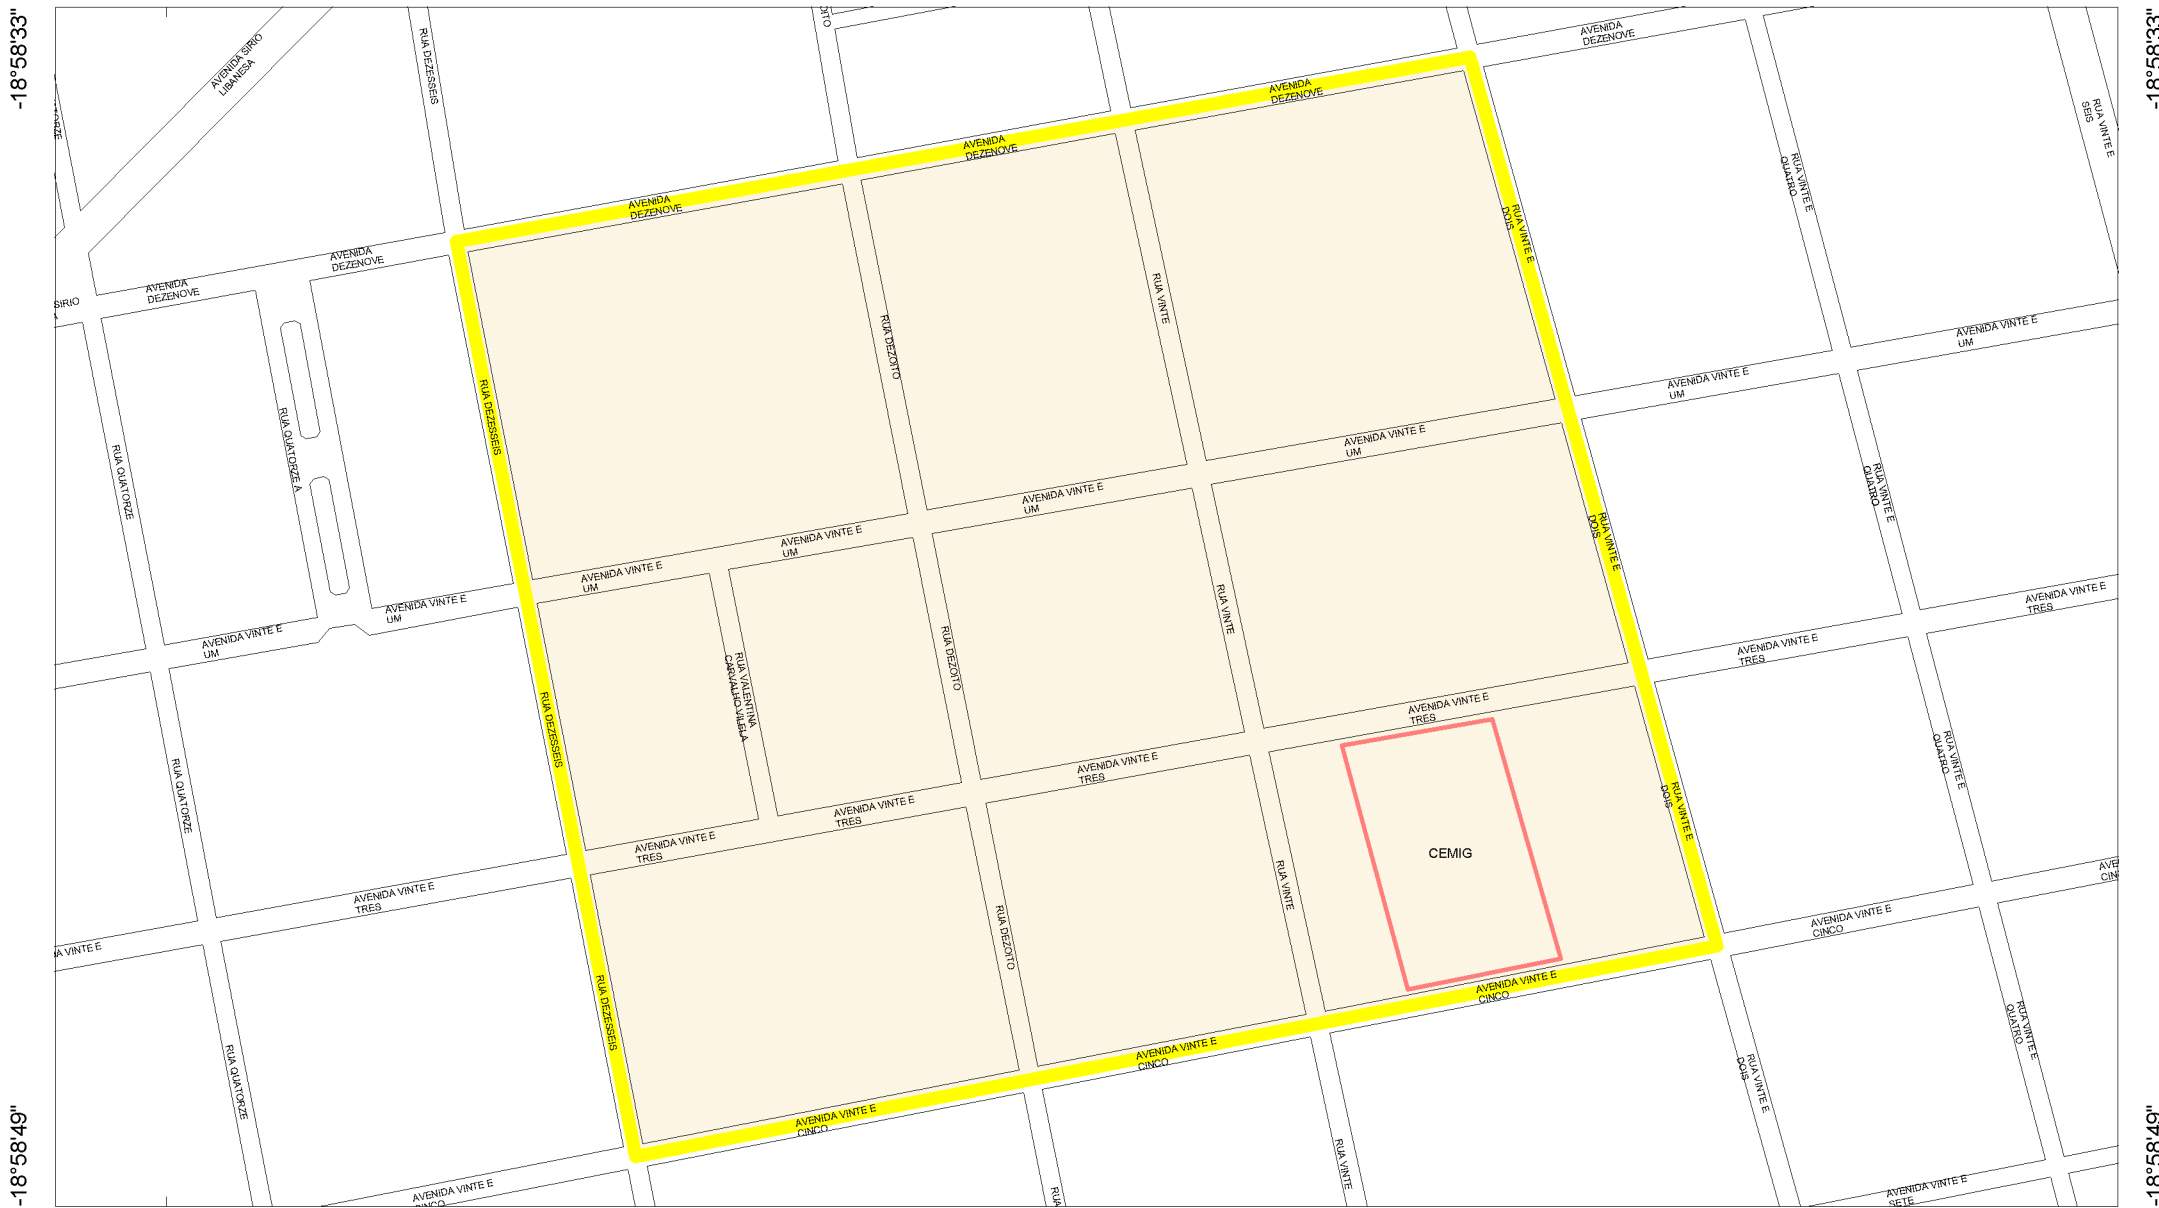 -18°58'33"
-18°58'33"
AVENIDA SIRIO
LIBANESA
RUA DEZESSEIS
AVENIDA
DEZENOVE
AVENIDA
DEZENOVE
AVENIDA
DEZENOVE
AVENIDA
DEZENOVE
AVENIDA
DEZENOVE
AVENIDA
DEZENOVE
SIRIO
RUA VINTE E
SEIS
RUA VINTE E
QUATRO
RUA VINTE E
DOIS
RUA VINTE
RUA DEZOITO
RUA DEZESSEIS
RUA QUATORZE A
RUA QUATORZE
AVENIDA VINTE E
UM
AVENIDA VINTE E
UM
AVENIDA VINTE E
UM
AVENIDA VINTE E
UM
AVENIDA VINTE E
UM
AVENIDA VINTE E
UM
AVENIDA VINTE E
UM
AVENIDA VINTE E
UM
RUA VINTE E
QUATRO
RUA VINTE E
DOIS
RUA VINTE
RUA DEZOITO
RUA VALENTINA
CARVALHO VILELA
RUA DEZESSEIS
RUA QUATORZE
AVENIDA VINTE E
TRES
AVENIDA VINTE E
TRES
AVENIDA VINTE E
TRES
AVENIDA VINTE E
TRES
AVENIDA VINTE E
TRES
AVENIDA VINTE E
TRES
AVENIDA VINTE E
TRES
VINTE E
CEMIG
RUA VINTE E
QUATRO
RUA VINTE E
DOIS
RUA VINTE
RUA DEZOITO
RUA DEZESSEIS
RUA QUATORZE
AVENIDA VINTE E
CINCO
AVENIDA VINTE E
CINCO
AVENIDA VINTE E
CINCO
AVENIDA VINTE E
CINCO
AVENIDA VINTE E
RUA VINTE E
QUATRO
RUA VINTE E
DOIS
RUA VINTE
RUA
AVENIDA VINTE E
SETE
-18°58'49"
-18°58'49"